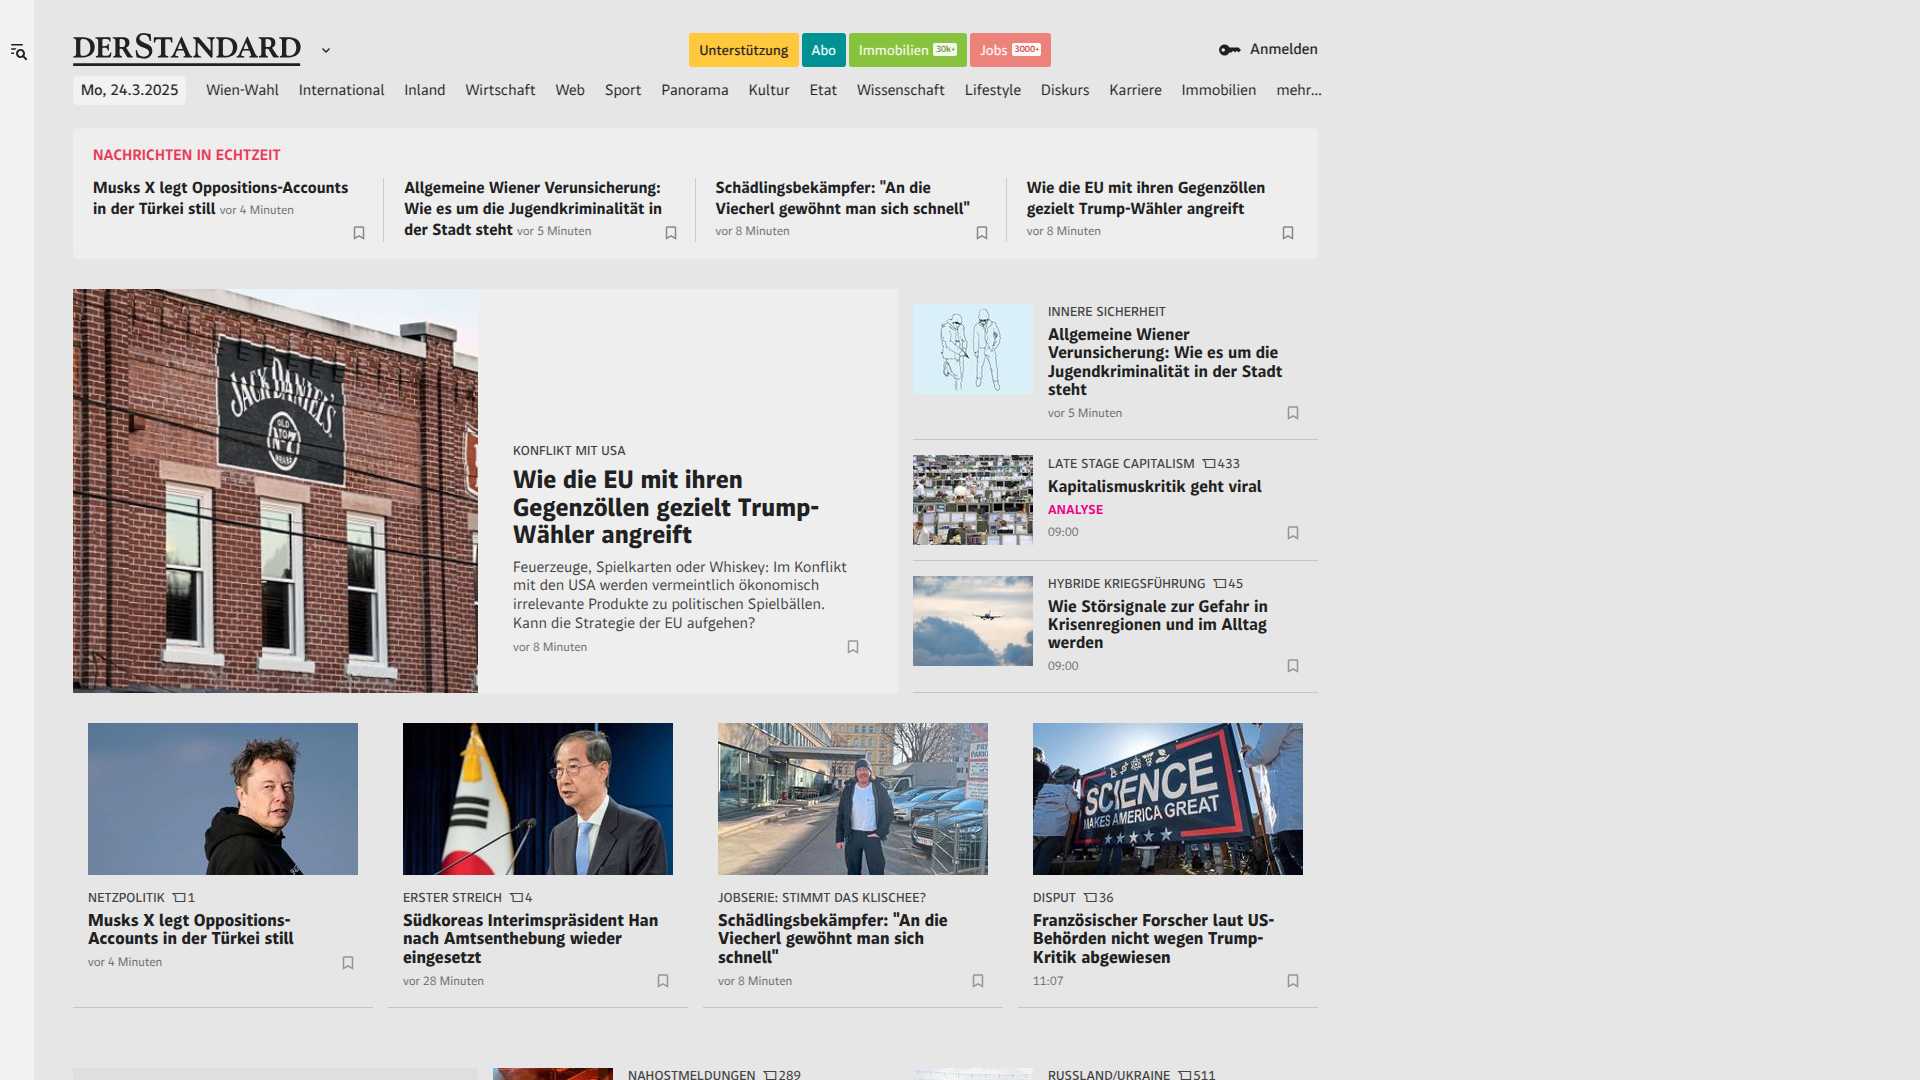 DERSTANDARD
Unterstützung
Abo
Immobilien 30k+
Jobs 3000+
Anmelden
Mo, 24.3.2025
Wien-Wahl
International
Inland
Wirtschaft
Web
Sport
Panorama
Kultur
Etat
Wissenschaft
Lifestyle
Diskurs
Karriere
Immobilien
mehr...
NACHRICHTEN IN ECHTZEIT
Musks X legt Oppositions-Accounts
in der Türkei still vor 4 Minuten
Allgemeine Wiener Verunsicherung:
Wie es um die Jugendkriminalität in
der Stadt steht vor 5 Minuten
Schädlingsbekämpfer: "An die
Viecherl gewöhnt man sich schnell"
vor 8 Minuten
Wie die EU mit ihren Gegenzöllen
gezielt Trump-Wähler angreift
vor 8 Minuten
JACK DANIEL'S
OLD
No. 7
KONFLIKT MIT USA
Wie die EU mit ihren
Gegenzöllen gezielt Trump-
Wähler angreift
Feuerzeuge, Spielkarten oder Whiskey: Im Konflikt
mit den USA werden vermeintlich ökonomisch
irrelevante Produkte zu politischen Spielbällen.
Kann die Strategie der EU aufgehen?
vor 8 Minuten
INNERE SICHERHEIT
Allgemeine Wiener
Verunsicherung: Wie es um die
Jugendkriminalität in der Stadt
steht
vor 5 Minuten
LATE STAGE CAPITALISM 433
Kapitalismuskritik geht viral
ANALYSE
09:00
HYBRIDE KRIEGSFÜHRUNG 45
Wie Störsignale zur Gefahr in
Krisenregionen und im Alltag
werden
09:00
NETZPOLITIK 1
Musks X legt Oppositions-
Accounts in der Türkei still
vor 4 Minuten
ERSTER STREICH 4
Südkoreas Interimspräsident Han
nach Amtsenthebung wieder
eingesetzt
vor 28 Minuten
JOBSERIE: STIMMT DAS KLISCHEE?
Schädlingsbekämpfer: "An die
Viecherl gewöhnt man sich
schnell"
vor 8 Minuten
SCIENCE
MAKES AMERICA GREAT
DISPUT 36
Französischer Forscher laut US-
Behörden nicht wegen Trump-
Kritik abgewiesen
11:07
NAHOSTMELDUNGEN 289
RUSSLAND/UKRAINE 511